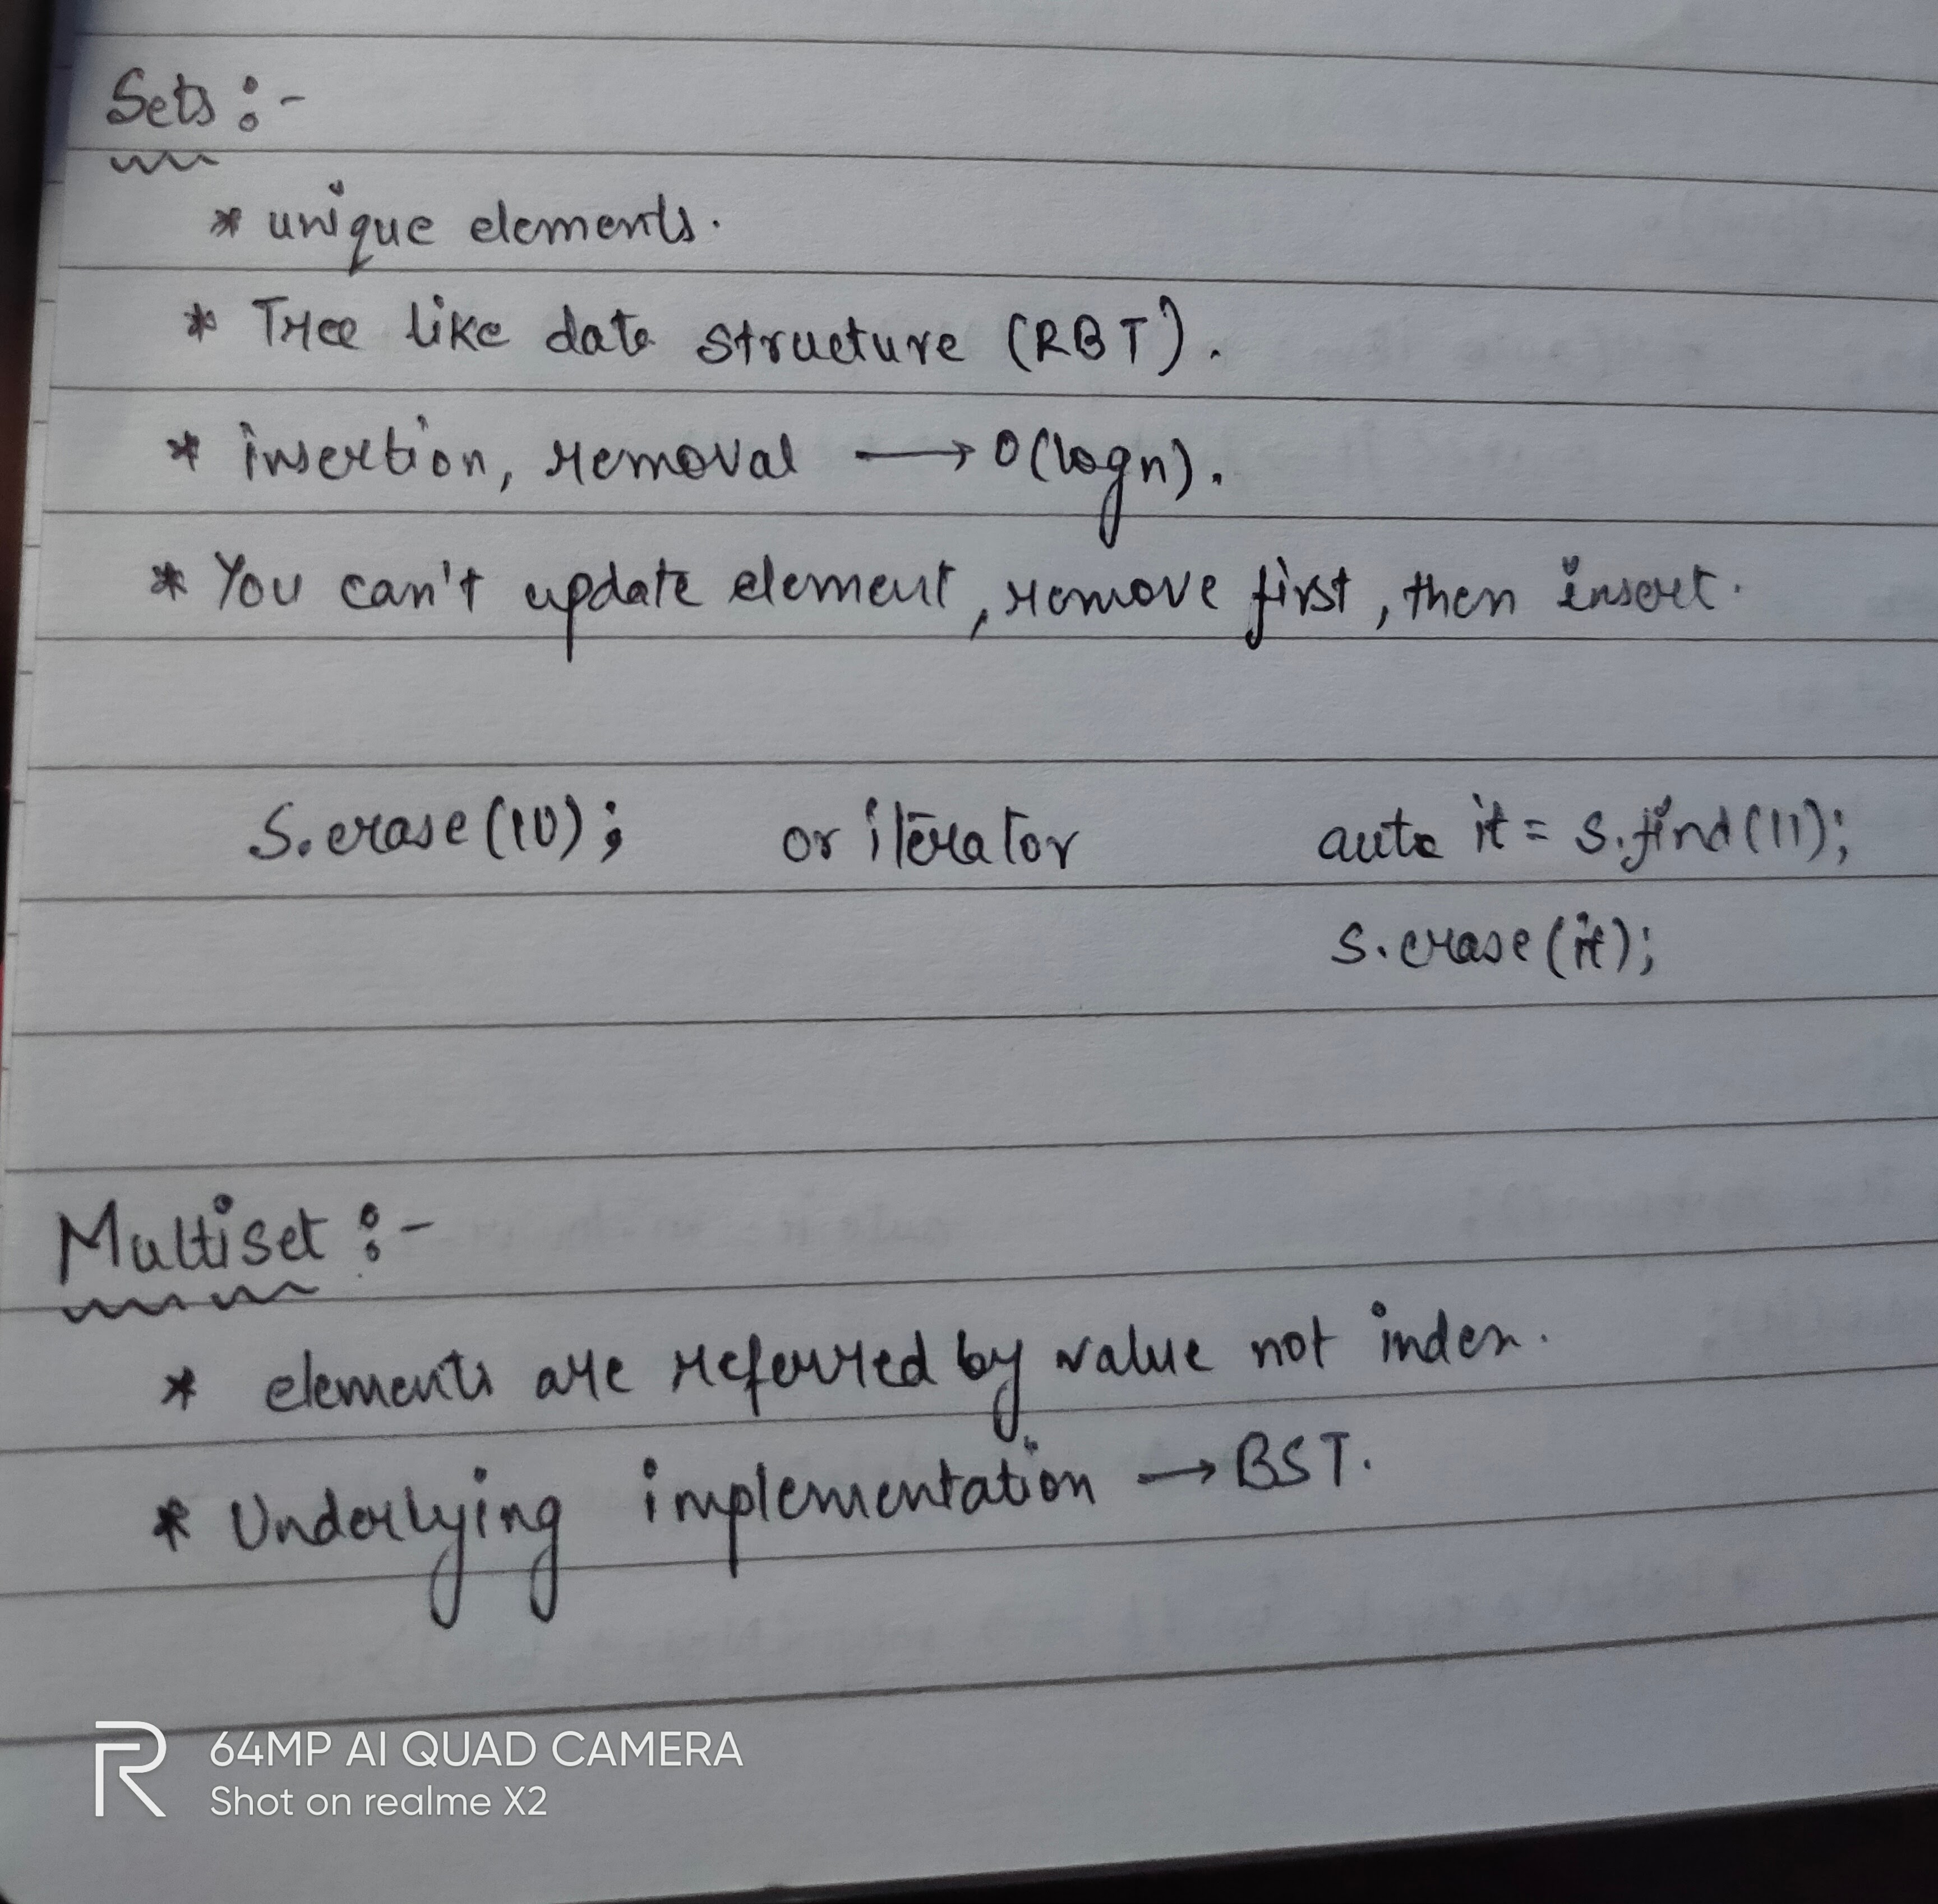 Sets :-
* unique elements.
* Tree like data structure (RBT).
* insertion, removal → O(logn).
* You can't update element, remove first, then insert.
S.erase(10); or iterator auto it = s.find(11);
s.erase(it);
Multiset :-
* elements are referred by value not index.
* Underlying implementation → BST.
R 64MP AI QUAD CAMERA
Shot on realme X2